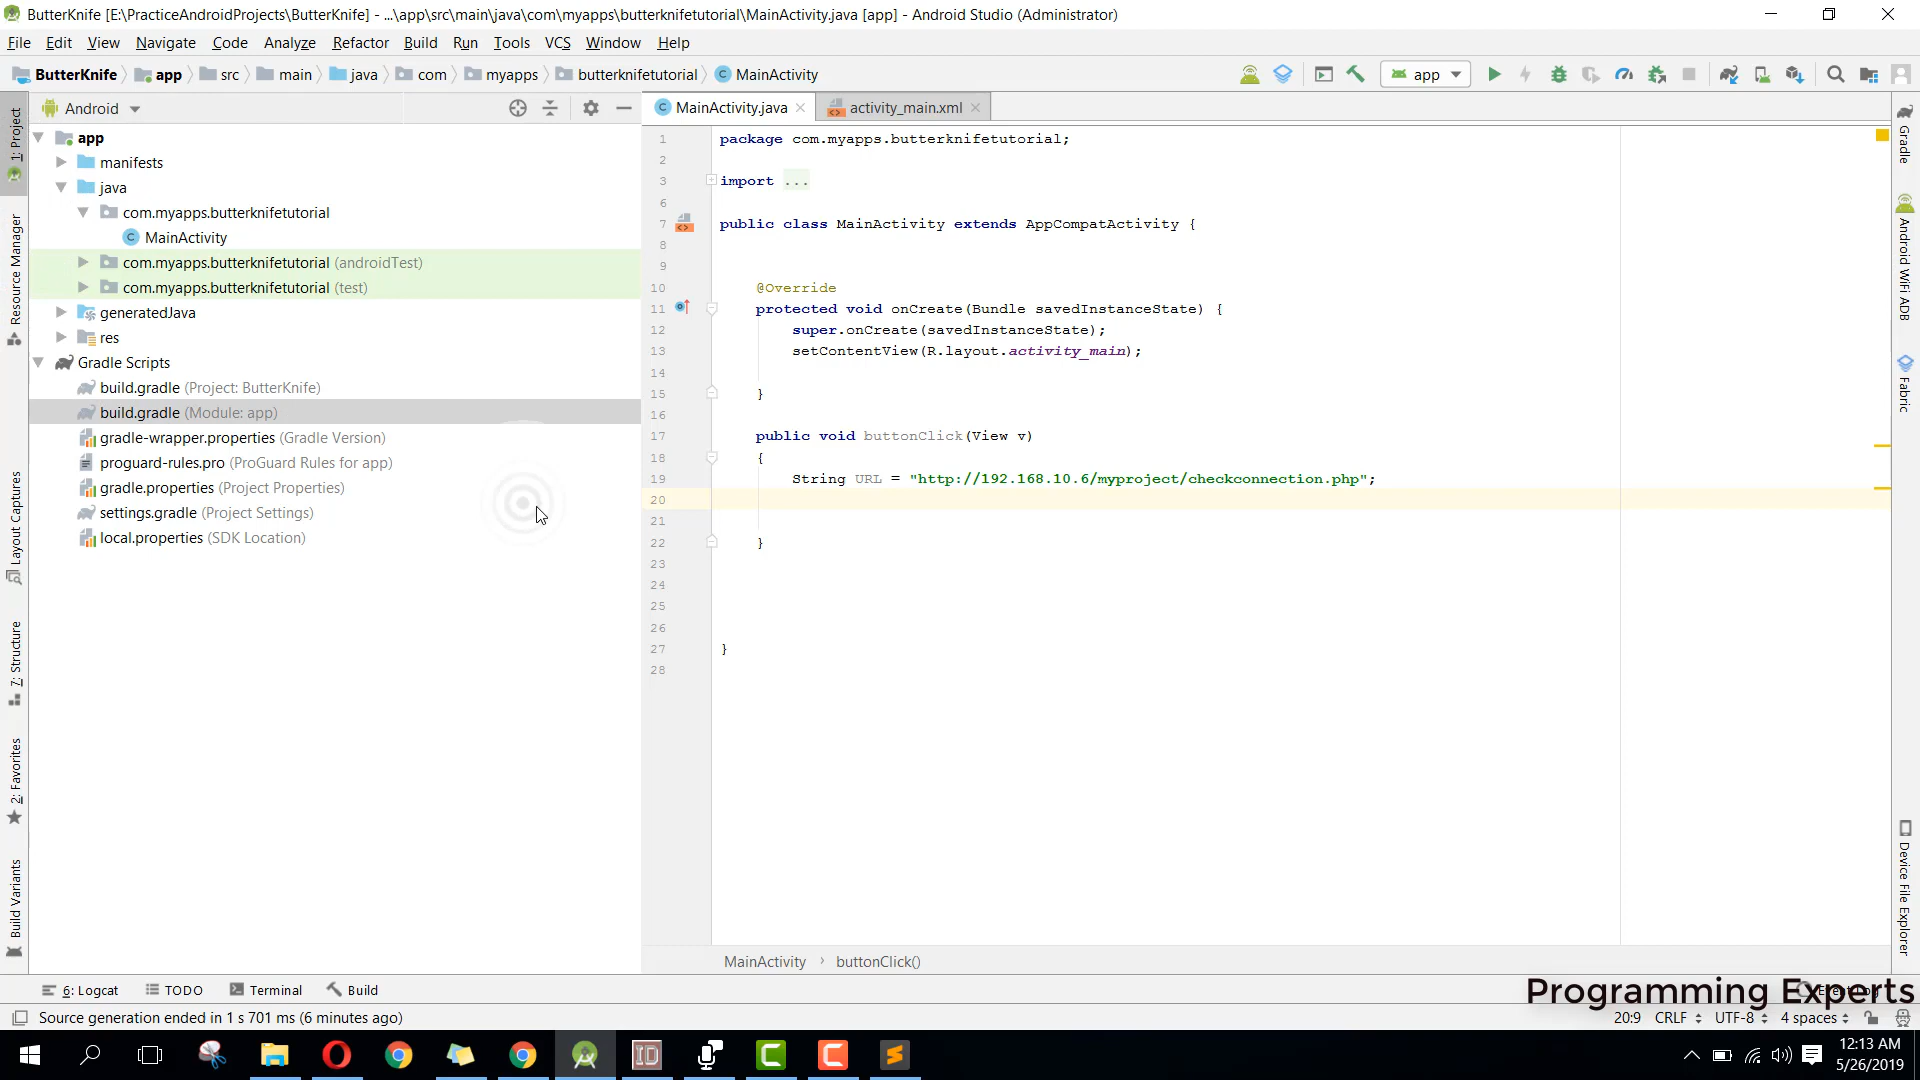 ButterKnife [E:\PracticeAndroidProjects\ButterKnife] - ...\app\src\main\java\com\myapps\butterknifetutorial\MainActivity.java [app] - Android Studio (Administrator)
File Edit View Navigate Code Analyze Refactor Build Run Tools VCS Window Help
ButterKnife app src main java com myapps butterknifetutorial MainActivity
app
Android
MainActivity.java activity_main.xml
1: Project
Resource Manager
Layout Captures
7: Structure
2: Favorites
Build Variants
app
manifests
java
com.myapps.butterknifetutorial
MainActivity
com.myapps.butterknifetutorial (androidTest)
com.myapps.butterknifetutorial (test)
generatedJava
res
Gradle Scripts
build.gradle (Project: ButterKnife)
build.gradle (Module: app)
gradle-wrapper.properties (Gradle Version)
proguard-rules.pro (ProGuard Rules for app)
gradle.properties (Project Properties)
settings.gradle (Project Settings)
local.properties (SDK Location)
1 package com.myapps.butterknifetutorial;
2
3 import ...
6
7 public class MainActivity extends AppCompatActivity {
8
9
10 @Override
11 protected void onCreate(Bundle savedInstanceState) {
12 super.onCreate(savedInstanceState);
13 setContentView(R.layout.activity_main);
14
15 }
16
17 public void buttonClick(View v)
18 {
19 String URL = "http://192.168.10.6/myproject/checkconnection.php";
20
21
22 }
23
24
25
26
27 }
28
Gradle
Android WiFi ADB
Fabric
Device File Explorer
MainActivity › buttonClick()
6: Logcat TODO Terminal Build
Programming Experts
Source generation ended in 1 s 701 ms (6 minutes ago)
20:9 CRLF UTF-8 4 spaces
12:13 AM
5/26/2019